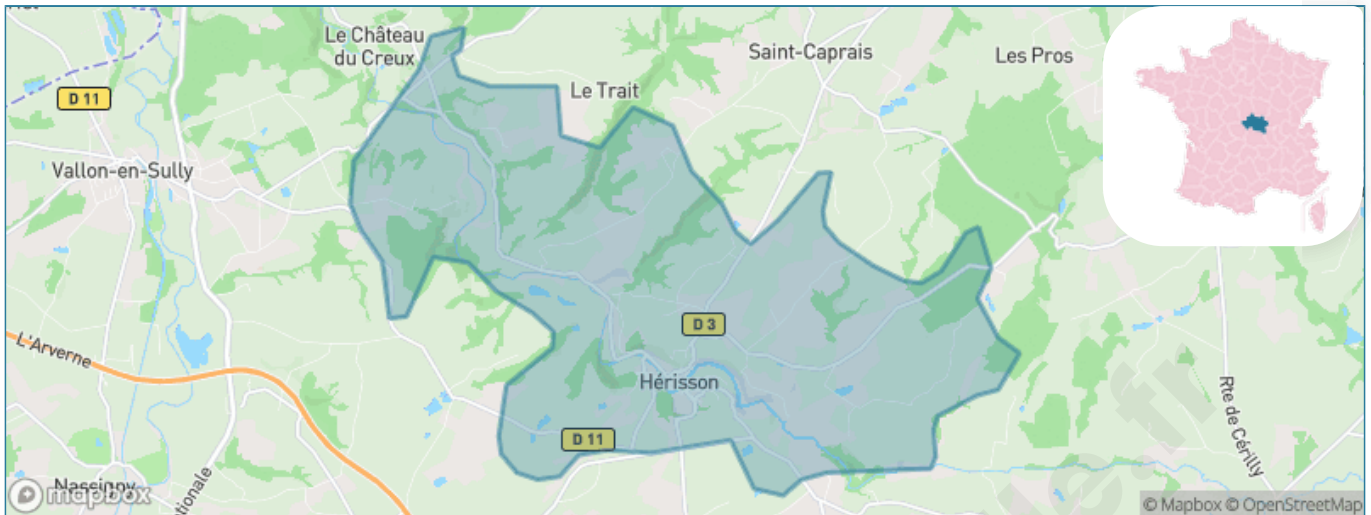 Le Château
du Creux
Saint-Caprais
Les Pros
Le Trait
D 11
Vallon-en-Sully
D 3
L'Arverne
Hérisson
Rte de Cérilly
D 11
Nassigny
mapbox
© Mapbox © OpenStreetMap